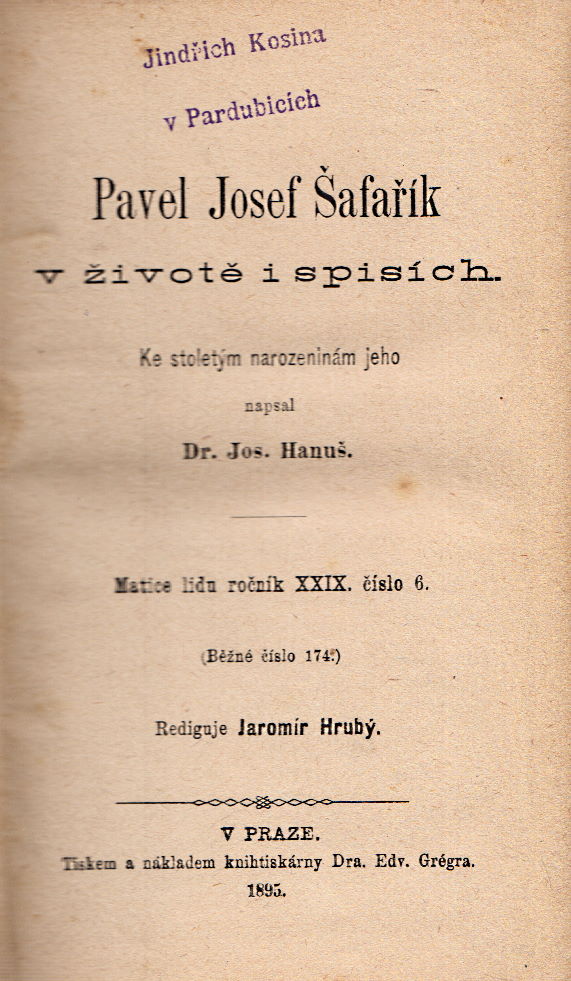 Jindřich Kosina
v Pardubicích
Pavel Josef Šafařík
v životě i spisích.
Ke stoletým narozeninám jeho
napsal
Dr. Jos. Hanuš.
Matice lidu ročník XXIX. číslo 6.
(Běžné číslo 174.)
Rediguje Jaromír Hrubý.
V PRAZE.
Tiskem a nákladem knihtiskárny Dra. Edv. Grégra.
1895.